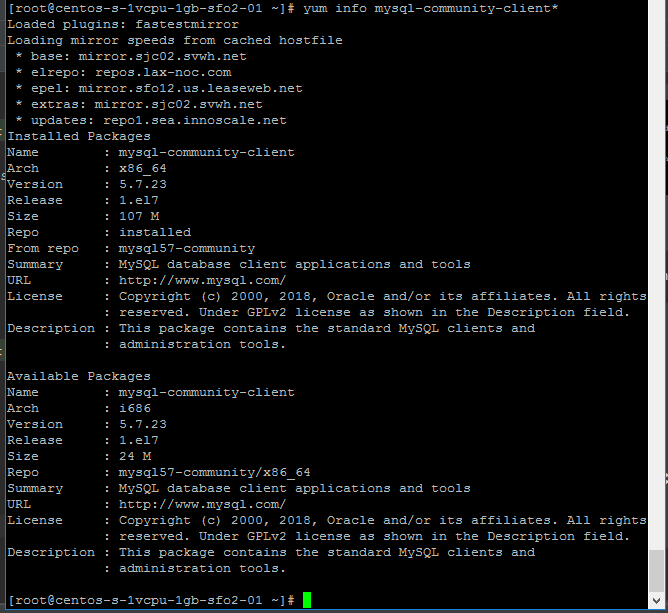 [root@centos-s-1vcpu-1gb-sfo2-01 ~]# yum info mysql-community-client*
Loaded plugins: fastestmirror
Loading mirror speeds from cached hostfile
 * base: mirror.sjc02.svwh.net
 * elrepo: repos.lax-noc.com
 * epel: mirror.sfo12.us.leaseweb.net
 * extras: mirror.sjc02.svwh.net
 * updates: repo1.sea.innoscale.net
Installed Packages
Name        : mysql-community-client
Arch        : x86_64
Version     : 5.7.23
Release     : 1.el7
Size        : 107 M
Repo        : installed
From repo   : mysql57-community
Summary     : MySQL database client applications and tools
URL         : http://www.mysql.com/
License     : Copyright (c) 2000, 2018, Oracle and/or its affiliates. All rights
            : reserved. Under GPLv2 license as shown in the Description field.
Description : This package contains the standard MySQL clients and
            : administration tools.

Available Packages
Name        : mysql-community-client
Arch        : i686
Version     : 5.7.23
Release     : 1.el7
Size        : 24 M
Repo        : mysql57-community/x86_64
Summary     : MySQL database client applications and tools
URL         : http://www.mysql.com/
License     : Copyright (c) 2000, 2018, Oracle and/or its affiliates. All rights
            : reserved. Under GPLv2 license as shown in the Description field.
Description : This package contains the standard MySQL clients and
            : administration tools.

[root@centos-s-1vcpu-1gb-sfo2-01 ~]#